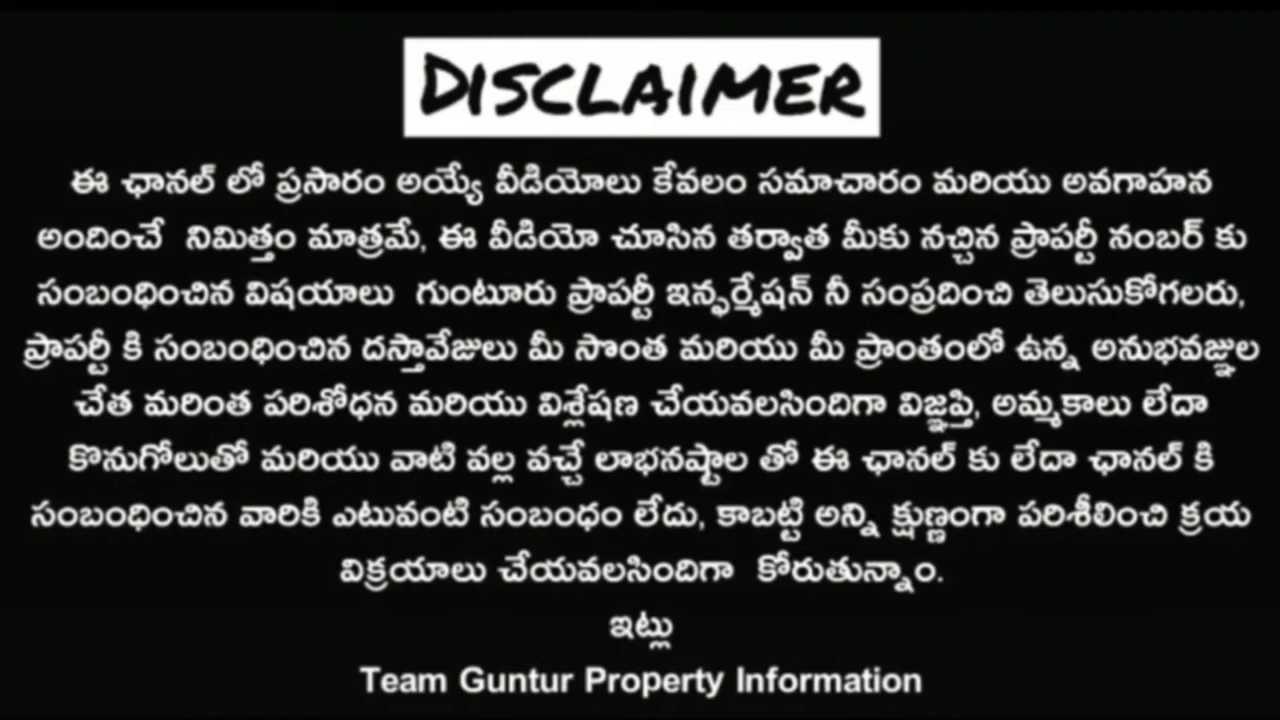 DISCLAIMER
ఈ ఛానల్ లో ప్రసారం అయ్యే వీడియోలు కేవలం సమాచారం మరియు అవగాహన
అందించే నిమిత్తం మాత్రమే, ఈ వీడియో చూసిన తర్వాత మీకు నచ్చిన ప్రాపర్టీ నంబర్ కు
సంబంధించిన విషయాలు గుంటూరు ప్రాపర్టీ ఇన్ఫర్మేషన్ నీ సంప్రదించి తెలుసుకోగలరు,
ప్రాపర్టీ కి సంబంధించిన దస్తావేజులు మీ సొంత మరియు మీ ప్రాంతంలో ఉన్న అనుభవజ్ఞుల
చేత మరింత పరిశోధన మరియు విశ్లేషణ చేయవలసిందిగా విజ్ఞప్తి, అమ్మకాలు లేదా
కొనుగోలుతో మరియు వాటి వల్ల వచ్చే లాభనష్టాల తో ఈ ఛానల్ కు లేదా ఛానల్ కి
సంబంధించిన వారికి ఎటువంటి సంబంధం లేదు, కాబట్టి అన్ని క్షుణ్ణంగా పరిశీలించి క్రయ
విక్రయాలు చేయవలసిందిగా కోరుతున్నాం.
ఇట్లు
Team Guntur Property Information